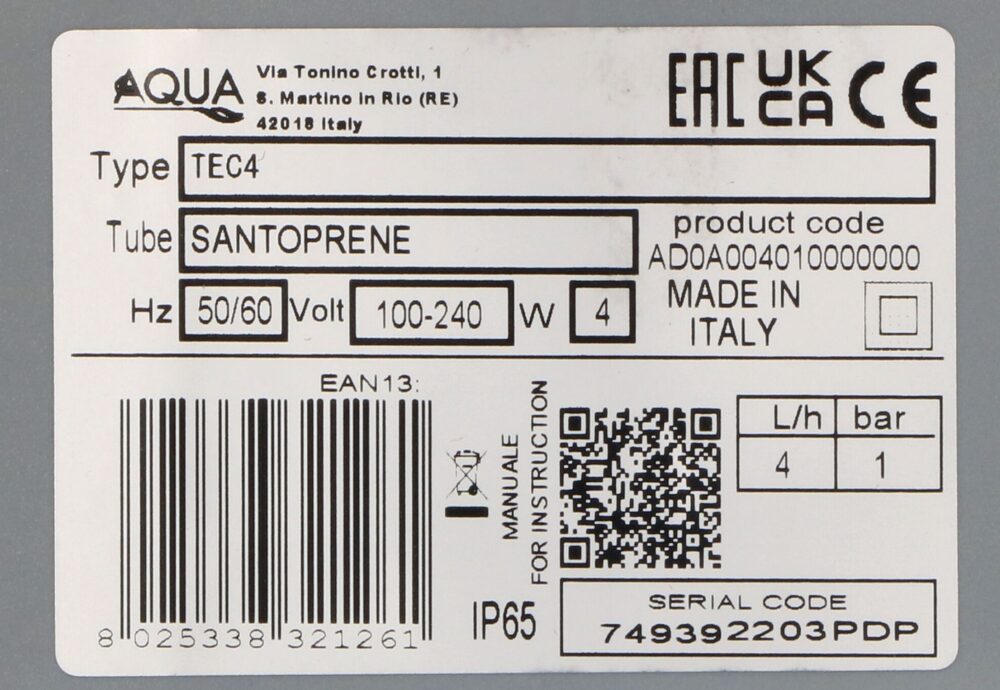 AQUA
Via Tonino Crotti, 1
S. Martino in Rio (RE)
42018 Italy
EAC UKCA CE
Type TEC4
Tube SANTOPRENE
product code
AD0A004010000000
Hz 50/60 Volt 100-240 W 4
MADE IN
ITALY
EAN13:
8 025338 321261
MANUALE
FOR INSTRUCTION
L/h bar
4 1
IP65
SERIAL CODE
749392203PDP